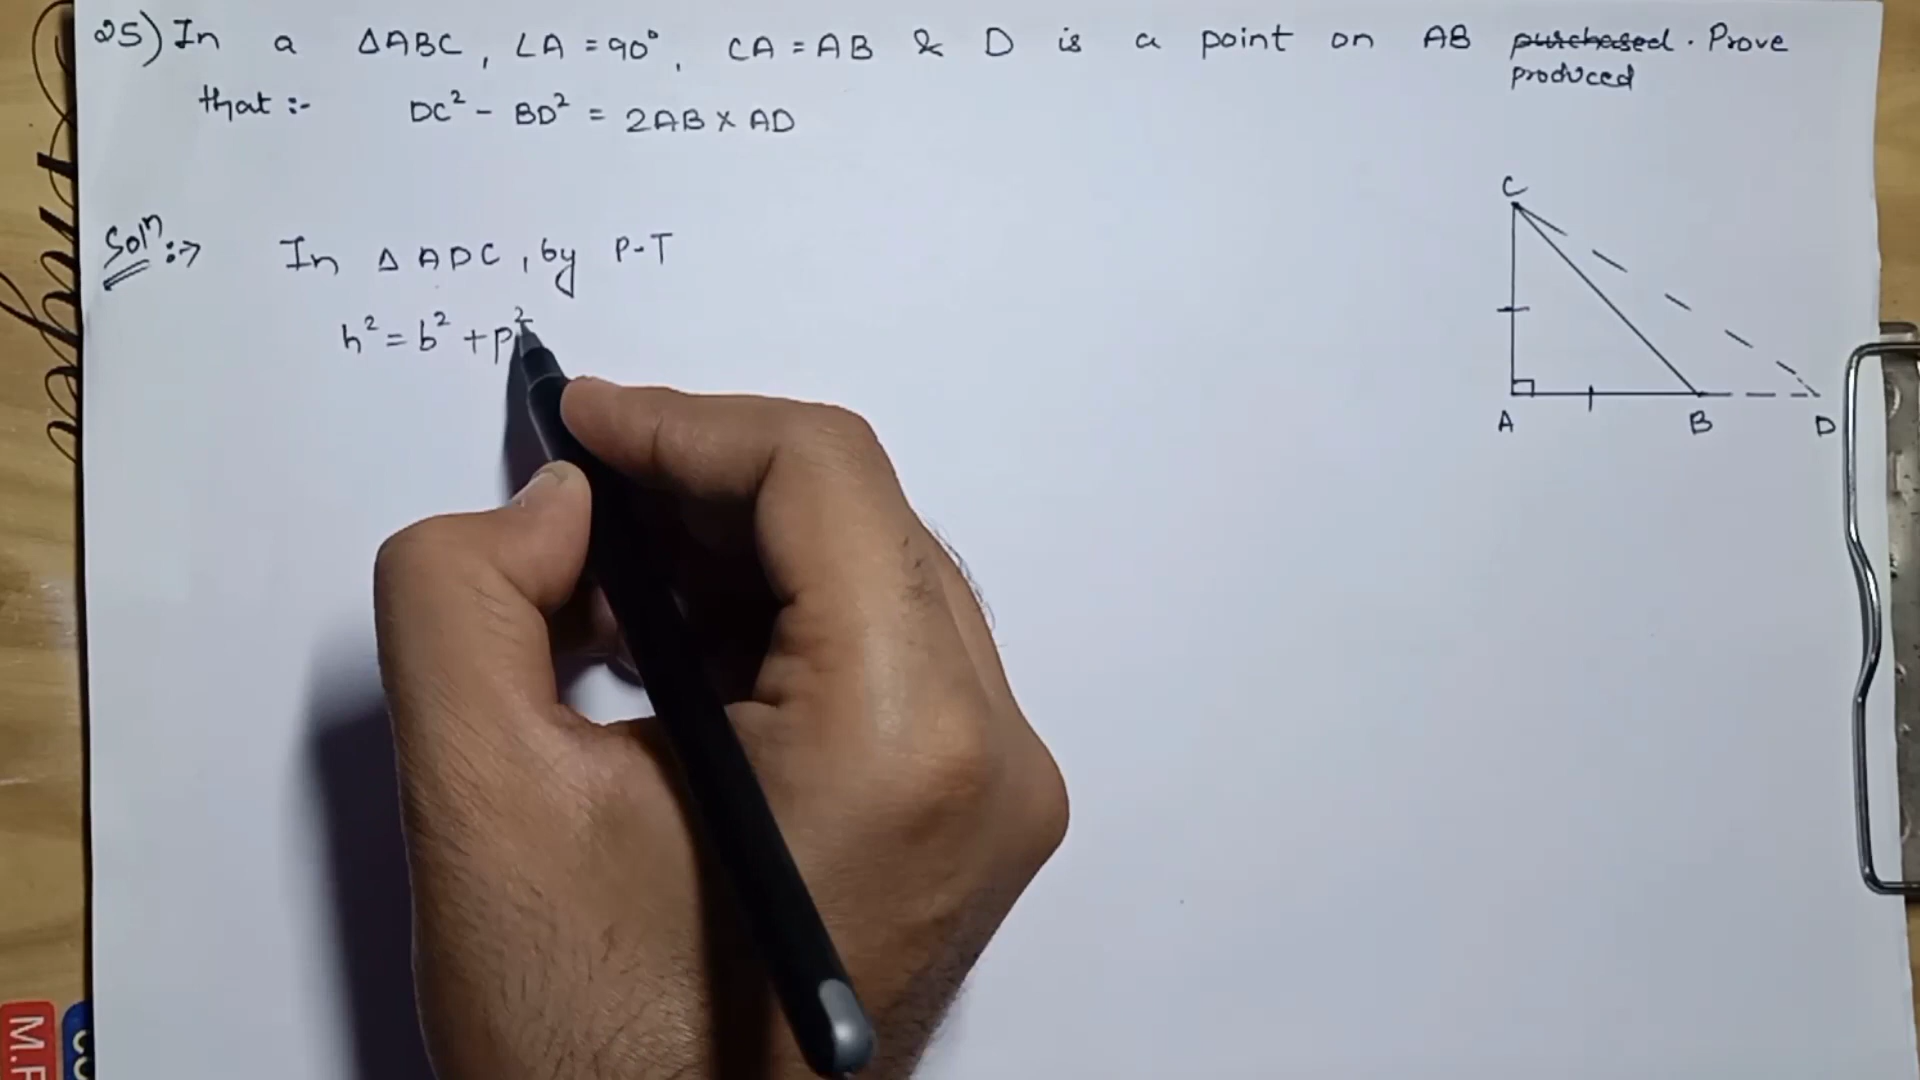 25) In a ΔABC, ∠A = 90°, CA = AB & D is a point on AB purchased. Prove
produced
that :- DC² - BD² = 2AB × AD
Solⁿ :→ In Δ ADC, by P-T
h² = b² + p²
C
A
B
D
M.